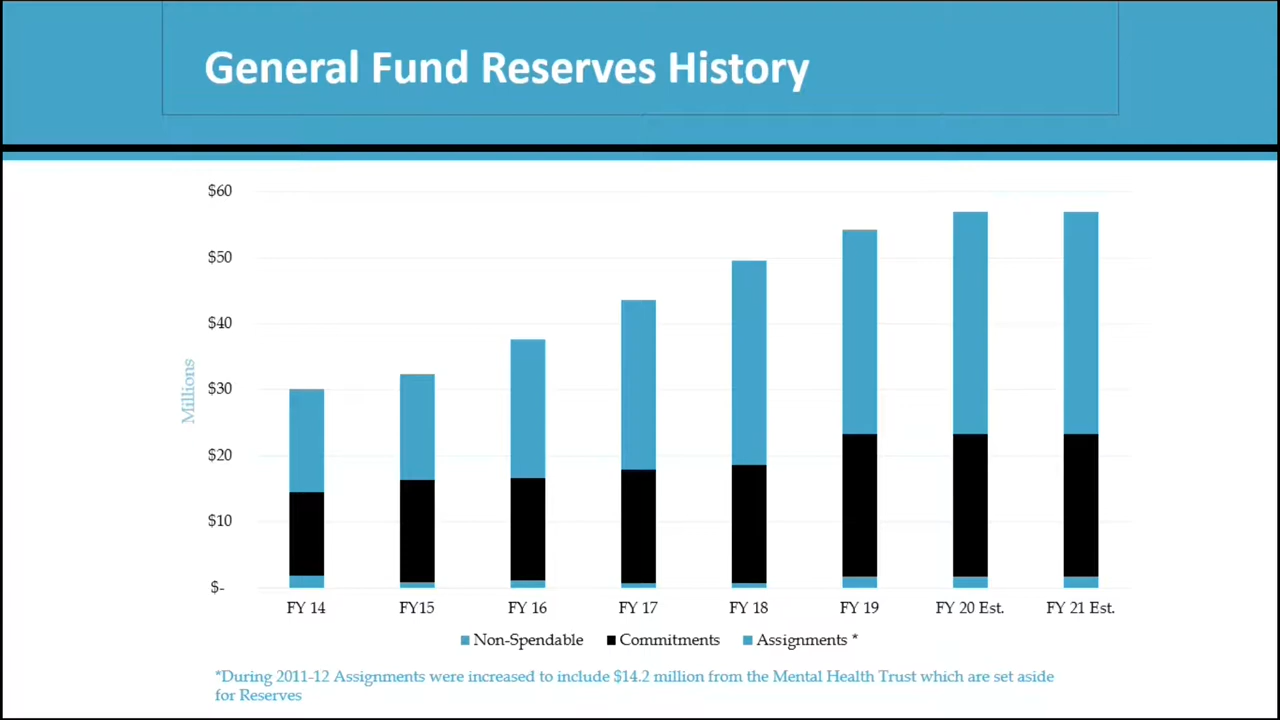 General Fund Reserves History
$60
$50
$40
$30
$20
$10
$-
Millions
FY 14 FY15 FY 16 FY 17 FY 18 FY 19 FY 20 Est. FY 21 Est.
Non-Spendable Commitments Assignments *
*During 2011-12 Assignments were increased to include $14.2 million from the Mental Health Trust which are set aside
for Reserves